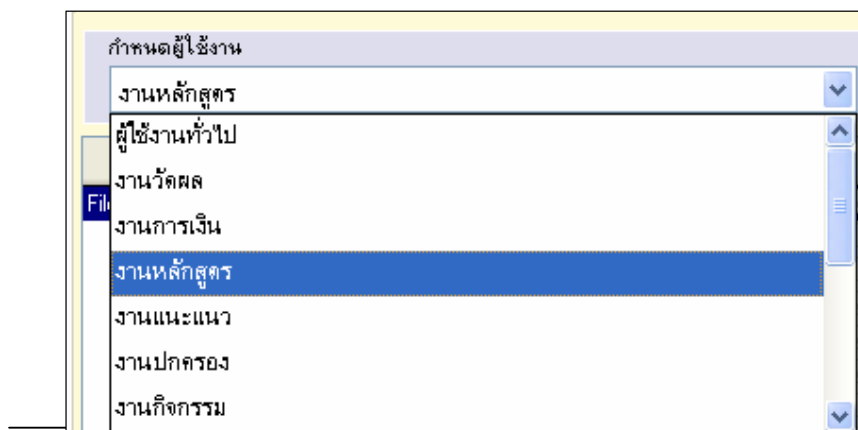 กำหนดผู้ใช้งาน
งานหลักสูตร
ผู้ใช้งานทั่วไป
งานวัดผล
File
งานการเงิน
งานหลักสูตร
งานแนะแนว
งานปกครอง
งานกิจกรรม